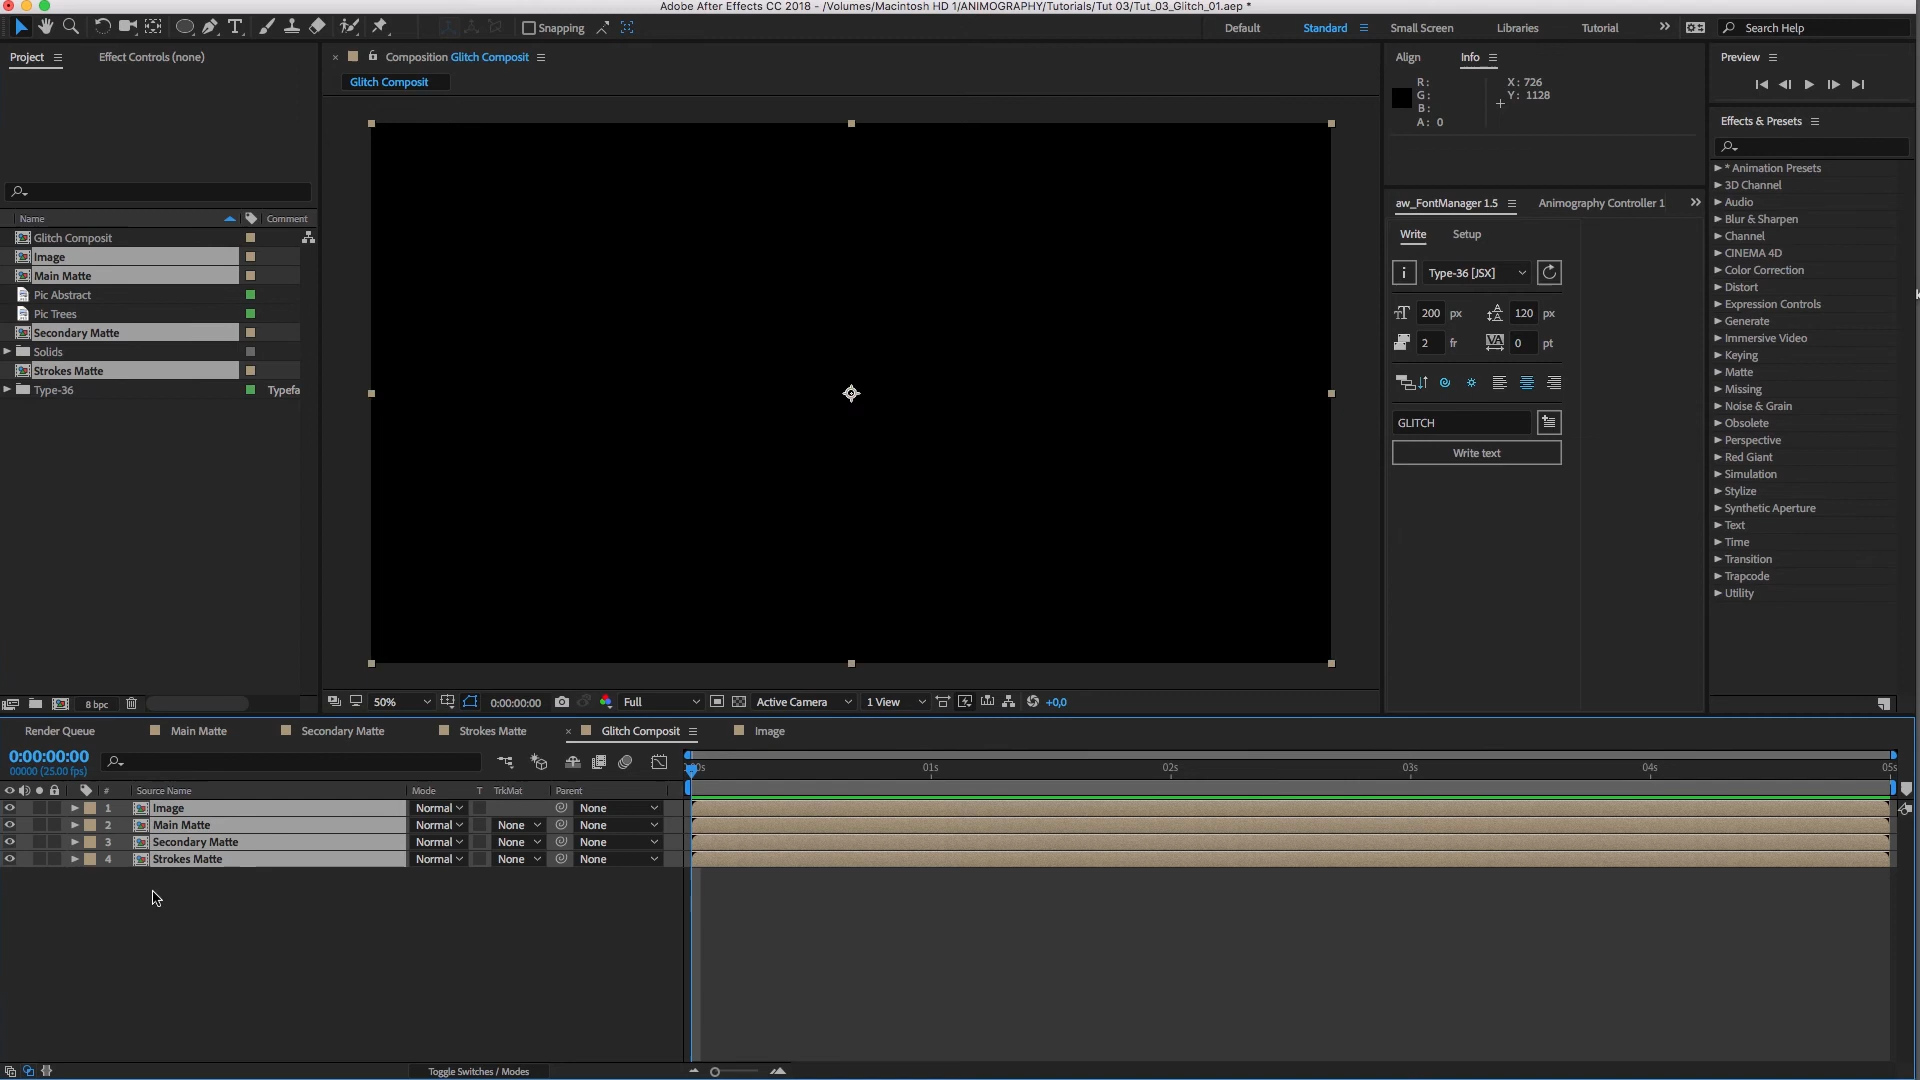 Adobe After Effects CC 2018 - /Volumes/Macintosh HD 1/ANIMOGRAPHY/Tutorials/Tut 03/Tut_03_Glitch_01.aep *
Snapping
Default
Standard
Small Screen
Libraries
Tutorial
Search Help
Project
Effect Controls (none)
Composition Glitch Composit
Glitch Composit
Align
Info
R:
G:
B:
A: 0
X: 726
Y: 1128
Preview
Effects & Presets
* Animation Presets
3D Channel
Audio
Blur & Sharpen
Channel
CINEMA 4D
Color Correction
Distort
Expression Controls
Generate
Immersive Video
Keying
Matte
Missing
Noise & Grain
Obsolete
Perspective
Red Giant
Simulation
Stylize
Synthetic Aperture
Text
Time
Transition
Trapcode
Utility
aw_FontManager 1.5
Animography Controller 1
Write
Setup
i
Type-36 [JSX]
200 px
120 px
2 fr
0 pt
GLITCH
Write text
Name
Comment
Glitch Composit
Image
Main Matte
Pic Abstract
Pic Trees
Secondary Matte
Solids
Strokes Matte
Type-36
Typefa
8 bpc
50%
0:00:00:00
Full
Active Camera
1 View
+0,0
Render Queue
Main Matte
Secondary Matte
Strokes Matte
Glitch Composit
Image
0:00:00:00
00000 (25.00 fps)
01s
02s
03s
04s
05s
#
Source Name
Mode
T
TrkMat
Parent
1 Image Normal None
2 Main Matte Normal None None
3 Secondary Matte Normal None None
4 Strokes Matte Normal None None
Toggle Switches / Modes